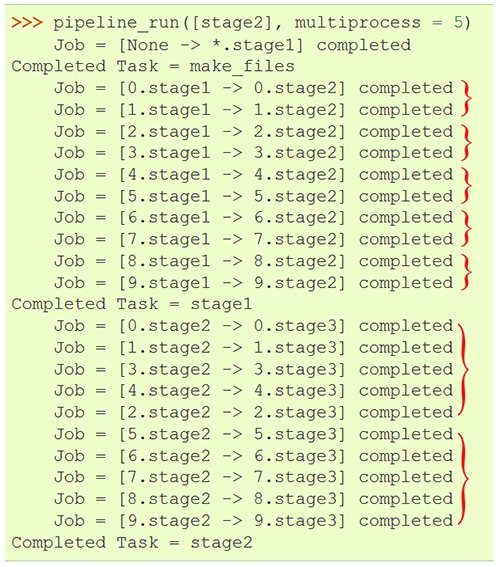 >>> pipeline_run([stage2], multiprocess = 5)
    Job = [None -> *.stage1] completed
Completed Task = make_files
    Job = [0.stage1 -> 0.stage2] completed
    Job = [1.stage1 -> 1.stage2] completed
    Job = [2.stage1 -> 2.stage2] completed
    Job = [3.stage1 -> 3.stage2] completed
    Job = [4.stage1 -> 4.stage2] completed
    Job = [5.stage1 -> 5.stage2] completed
    Job = [6.stage1 -> 6.stage2] completed
    Job = [7.stage1 -> 7.stage2] completed
    Job = [8.stage1 -> 8.stage2] completed
    Job = [9.stage1 -> 9.stage2] completed
Completed Task = stage1
    Job = [0.stage2 -> 0.stage3] completed
    Job = [1.stage2 -> 1.stage3] completed
    Job = [3.stage2 -> 3.stage3] completed
    Job = [4.stage2 -> 4.stage3] completed
    Job = [2.stage2 -> 2.stage3] completed
    Job = [5.stage2 -> 5.stage3] completed
    Job = [6.stage2 -> 6.stage3] completed
    Job = [7.stage2 -> 7.stage3] completed
    Job = [8.stage2 -> 8.stage3] completed
    Job = [9.stage2 -> 9.stage3] completed
Completed Task = stage2